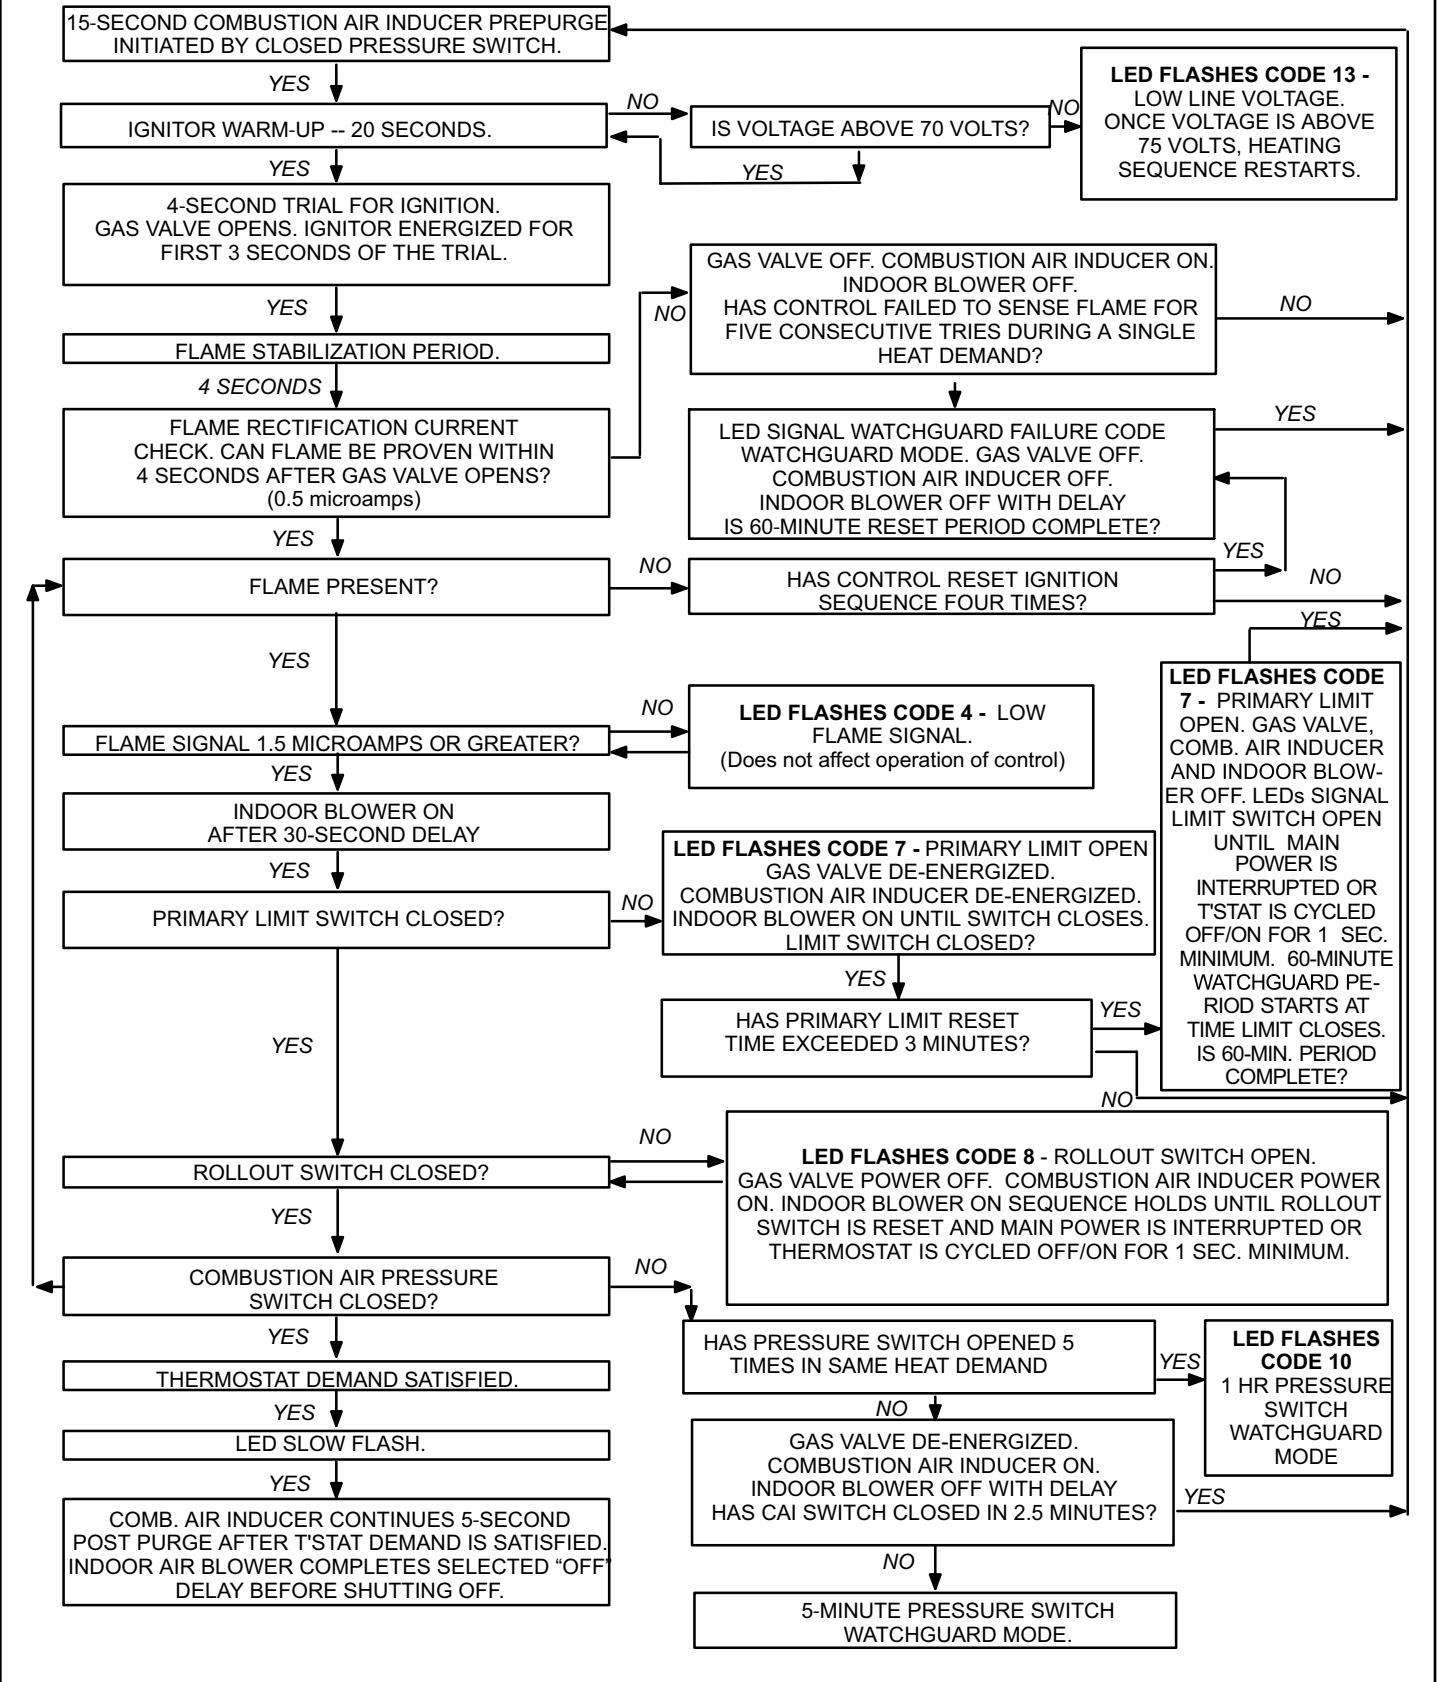 15-SECOND COMBUSTION AIR INDUCER PREPURGE
INITIATED BY CLOSED PRESSURE SWITCH.
YES
IGNITOR WARM-UP -- 20 SECONDS.
NO
IS VOLTAGE ABOVE 70 VOLTS?
NO
YES
LED FLASHES CODE 13 -
LOW LINE VOLTAGE.
ONCE VOLTAGE IS ABOVE
75 VOLTS, HEATING
SEQUENCE RESTARTS.
YES
4-SECOND TRIAL FOR IGNITION.
GAS VALVE OPENS. IGNITOR ENERGIZED FOR
FIRST 3 SECONDS OF THE TRIAL.
YES
FLAME STABILIZATION PERIOD.
4 SECONDS
FLAME RECTIFICATION CURRENT
CHECK. CAN FLAME BE PROVEN WITHIN
4 SECONDS AFTER GAS VALVE OPENS?
(0.5 microamps)
NO
GAS VALVE OFF. COMBUSTION AIR INDUCER ON.
INDOOR BLOWER OFF.
HAS CONTROL FAILED TO SENSE FLAME FOR
FIVE CONSECUTIVE TRIES DURING A SINGLE
HEAT DEMAND?
NO
LED SIGNAL WATCHGUARD FAILURE CODE
WATCHGUARD MODE. GAS VALVE OFF.
COMBUSTION AIR INDUCER OFF.
INDOOR BLOWER OFF WITH DELAY
IS 60-MINUTE RESET PERIOD COMPLETE?
YES
YES
FLAME PRESENT?
NO
HAS CONTROL RESET IGNITION
SEQUENCE FOUR TIMES?
YES
NO
YES
FLAME SIGNAL 1.5 MICROAMPS OR GREATER?
NO
LED FLASHES CODE 4 - LOW
FLAME SIGNAL.
(Does not affect operation of control)
YES
INDOOR BLOWER ON
AFTER 30-SECOND DELAY
YES
PRIMARY LIMIT SWITCH CLOSED?
NO
LED FLASHES CODE 7 - PRIMARY LIMIT OPEN
GAS VALVE DE-ENERGIZED.
COMBUSTION AIR INDUCER DE-ENERGIZED.
INDOOR BLOWER ON UNTIL SWITCH CLOSES.
LIMIT SWITCH CLOSED?
YES
HAS PRIMARY LIMIT RESET
TIME EXCEEDED 3 MINUTES?
YES
NO
YES
LED FLASHES CODE
7 - PRIMARY LIMIT
OPEN. GAS VALVE,
COMB. AIR INDUCER
AND INDOOR BLOW-
ER OFF. LEDs SIGNAL
LIMIT SWITCH OPEN
UNTIL MAIN
POWER IS
INTERRUPTED OR
T'STAT IS CYCLED
OFF/ON FOR 1 SEC.
MINIMUM. 60-MINUTE
WATCHGUARD PE-
RIOD STARTS AT
TIME LIMIT CLOSES.
IS 60-MIN. PERIOD
COMPLETE?
YES
ROLLOUT SWITCH CLOSED?
NO
LED FLASHES CODE 8 - ROLLOUT SWITCH OPEN.
GAS VALVE POWER OFF. COMBUSTION AIR INDUCER POWER
ON. INDOOR BLOWER ON SEQUENCE HOLDS UNTIL ROLLOUT
SWITCH IS RESET AND MAIN POWER IS INTERRUPTED OR
THERMOSTAT IS CYCLED OFF/ON FOR 1 SEC. MINIMUM.
YES
COMBUSTION AIR PRESSURE
SWITCH CLOSED?
NO
HAS PRESSURE SWITCH OPENED 5
TIMES IN SAME HEAT DEMAND
YES
LED FLASHES
CODE 10
1 HR PRESSURE
SWITCH
WATCHGUARD
MODE
YES
THERMOSTAT DEMAND SATISFIED.
YES
LED SLOW FLASH.
YES
COMB. AIR INDUCER CONTINUES 5-SECOND
POST PURGE AFTER T'STAT DEMAND IS SATISFIED.
INDOOR AIR BLOWER COMPLETES SELECTED “OFF”
DELAY BEFORE SHUTTING OFF.
NO
GAS VALVE DE-ENERGIZED.
COMBUSTION AIR INDUCER ON.
INDOOR BLOWER OFF WITH DELAY
HAS CAI SWITCH CLOSED IN 2.5 MINUTES?
YES
NO
5-MINUTE PRESSURE SWITCH
WATCHGUARD MODE.